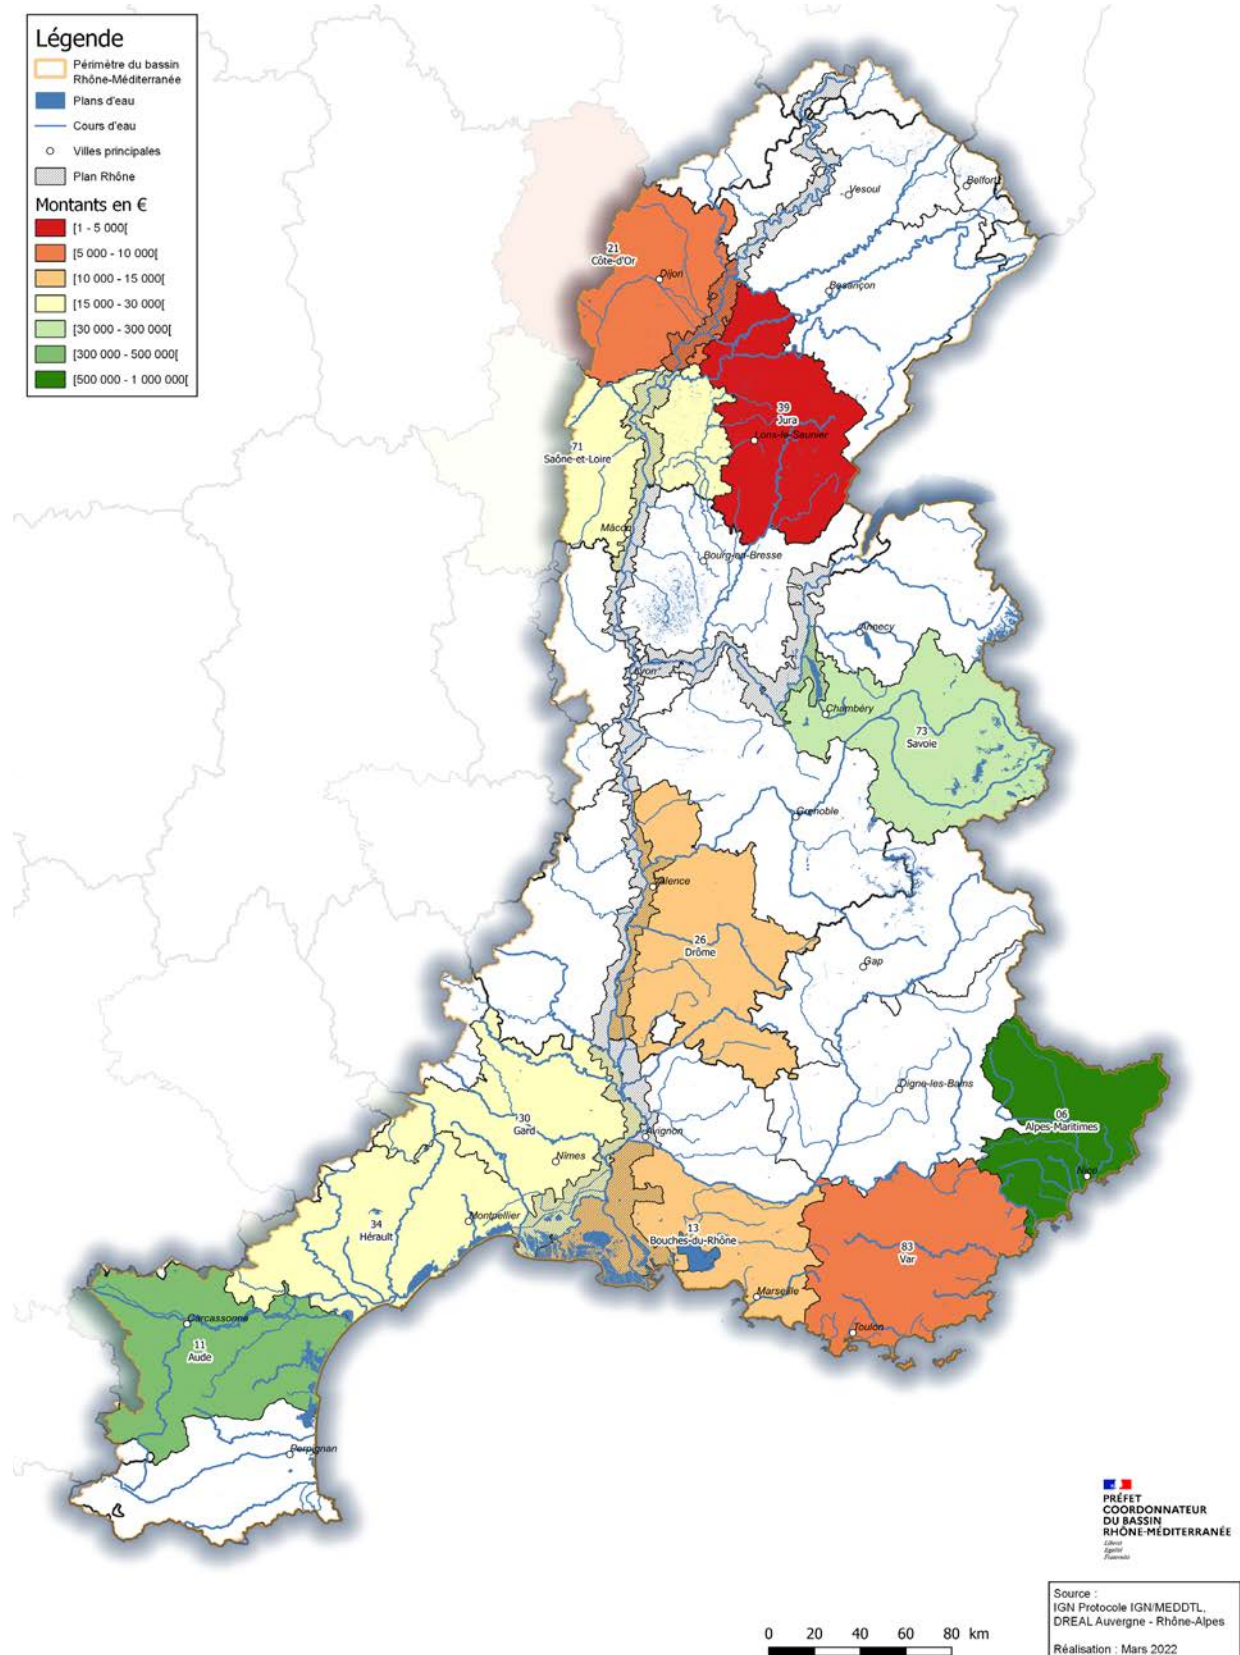 Légende
Périmètre du bassin
Rhône-Méditerranée
Plans d'eau
Cours d'eau
Villes principales
Plan Rhône
Montants en €
[1 - 5 000[
[5 000 - 10 000[
[10 000 - 15 000[
[15 000 - 30 000[
[30 000 - 300 000[
[300 000 - 500 000[
[500 000 - 1 000 000[
Vesoul
Belfort
21
Côte-d'Or
Dijon
Besançon
39
Jura
Lons-le-Saunier
71
Saône-et-Loire
Mâcon
Bourg-en-Bresse
Annecy
Lyon
Chambéry
73
Savoie
Grenoble
Valence
26
Drôme
Gap
Digne-les-Bains
06
Alpes-Maritimes
Nice
30
Gard
Avignon
Nîmes
Montpellier
34
Hérault
13
Bouches-du-Rhône
83
Var
Marseille
Toulon
Carcassonne
11
Aude
Perpignan
PRÉFET
COORDONNATEUR
DU BASSIN
RHÔNE-MÉDITERRANÉE
Liberté
Égalité
Fraternité
Source :
IGN Protocole IGN/MEDDTL,
DREAL Auvergne - Rhône-Alpes
Réalisation : Mars 2022
0 20 40 60 80 km